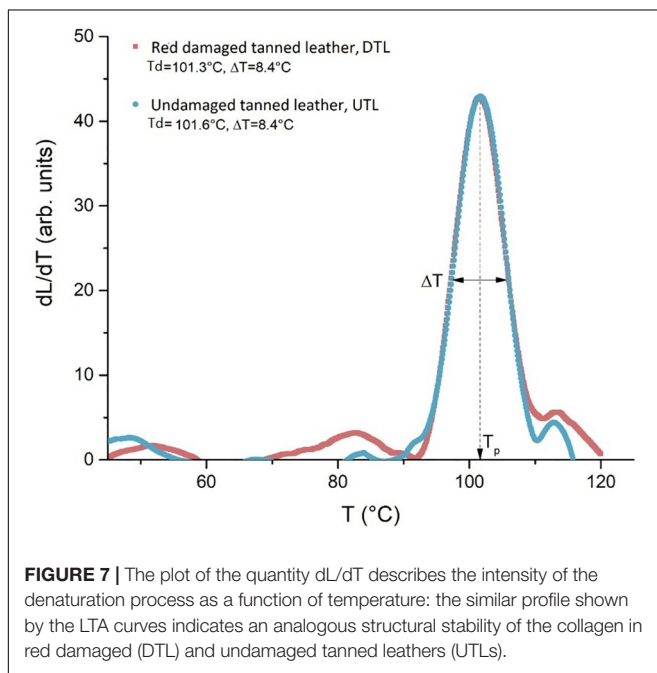 50
40
30
20
10
0
dL/dT (arb. units)
Red damaged tanned leather, DTL
Td=101.3°C, ΔT=8.4°C
Undamaged tanned leather, UTL
Td= 101.6°C, ΔT=8.4°C
ΔT
Tp
60
80
100
120
T (°C)
FIGURE 7 | The plot of the quantity dL/dT describes the intensity of the
denaturation process as a function of temperature: the similar profile shown
by the LTA curves indicates an analogous structural stability of the collagen in
red damaged (DTL) and undamaged tanned leathers (UTLs).